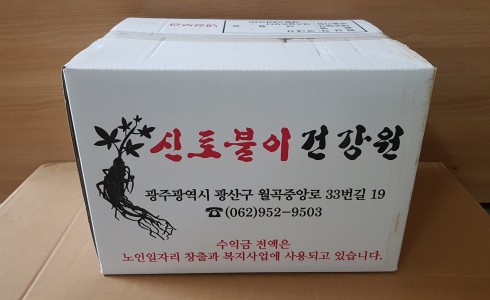 신토불이 건강원
광주광역시 광산구 월곡중앙로 33번길 19
☎(062)952-9503
수익금 전액은
노인일자리 창출과 복지사업에 사용되고 있습니다.